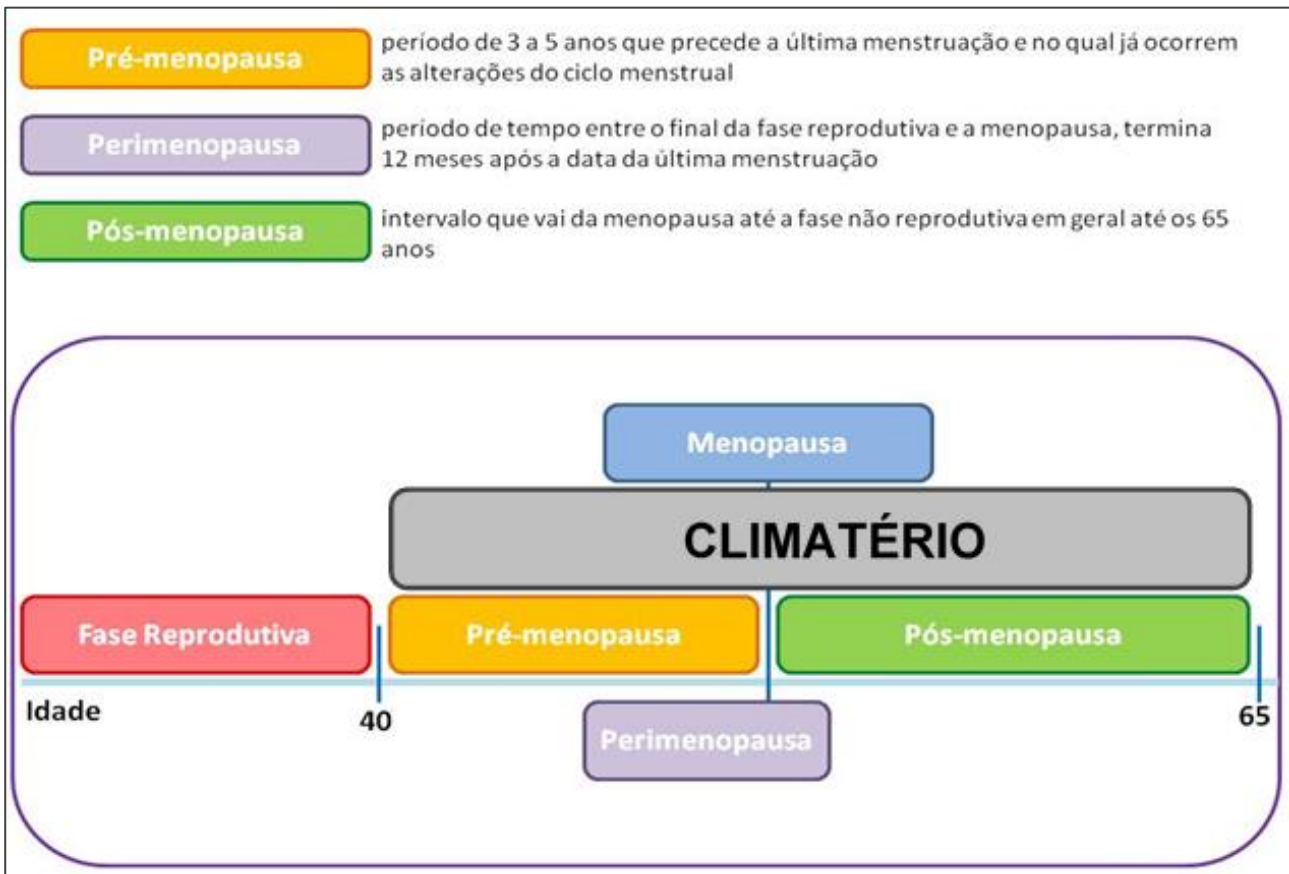 Pré-menopausa
período de 3 a 5 anos que precede a última menstruação e no qual já ocorrem
as alterações do ciclo menstrual
Perimenopausa
período de tempo entre o final da fase reprodutiva e a menopausa, termina
12 meses após a data da última menstruação
Pós-menopausa
intervalo que vai da menopausa até a fase não reprodutiva em geral até os 65
anos
Menopausa
CLIMATÉRIO
Fase Reprodutiva
Pré-menopausa
Pós-menopausa
Idade
40
65
Perimenopausa